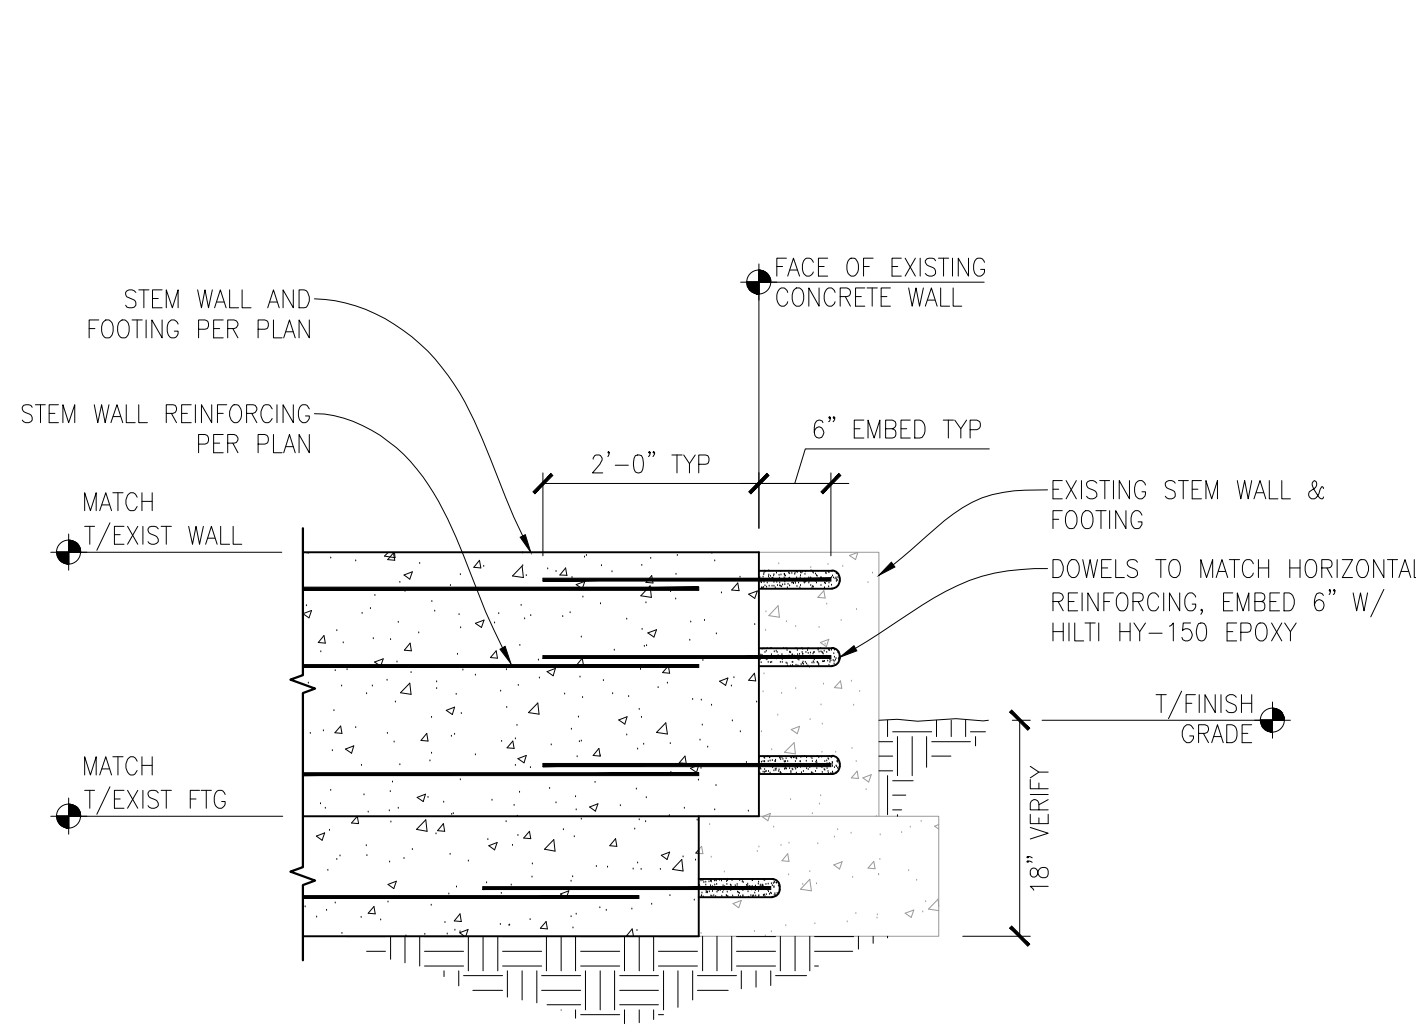 FACE OF EXISTING
CONCRETE WALL
STEM WALL AND
FOOTING PER PLAN
STEM WALL REINFORCING
PER PLAN
6” EMBED TYP
2'-0” TYP
MATCH
T/EXIST WALL
EXISTING STEM WALL &
FOOTING
DOWELS TO MATCH HORIZONTAL
REINFORCING, EMBED 6” W/
HILTI HY-150 EPOXY
T/FINISH
GRADE
MATCH
T/EXIST FTG
18” VERIFY